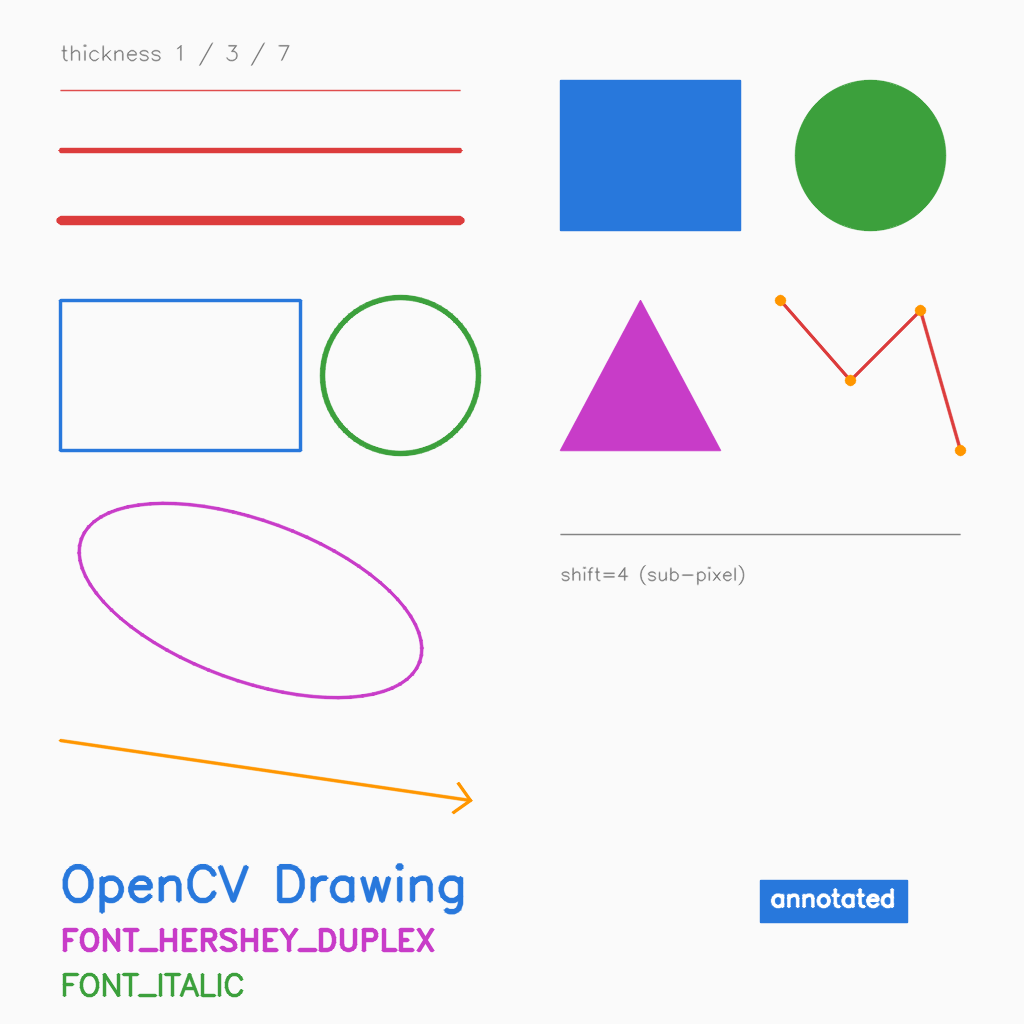 thickness 1 / 3 / 7
shift=4 (sub-pixel)
OpenCV Drawing
annotated
FONT_HERSHEY_DUPLEX
FONT_ITALIC